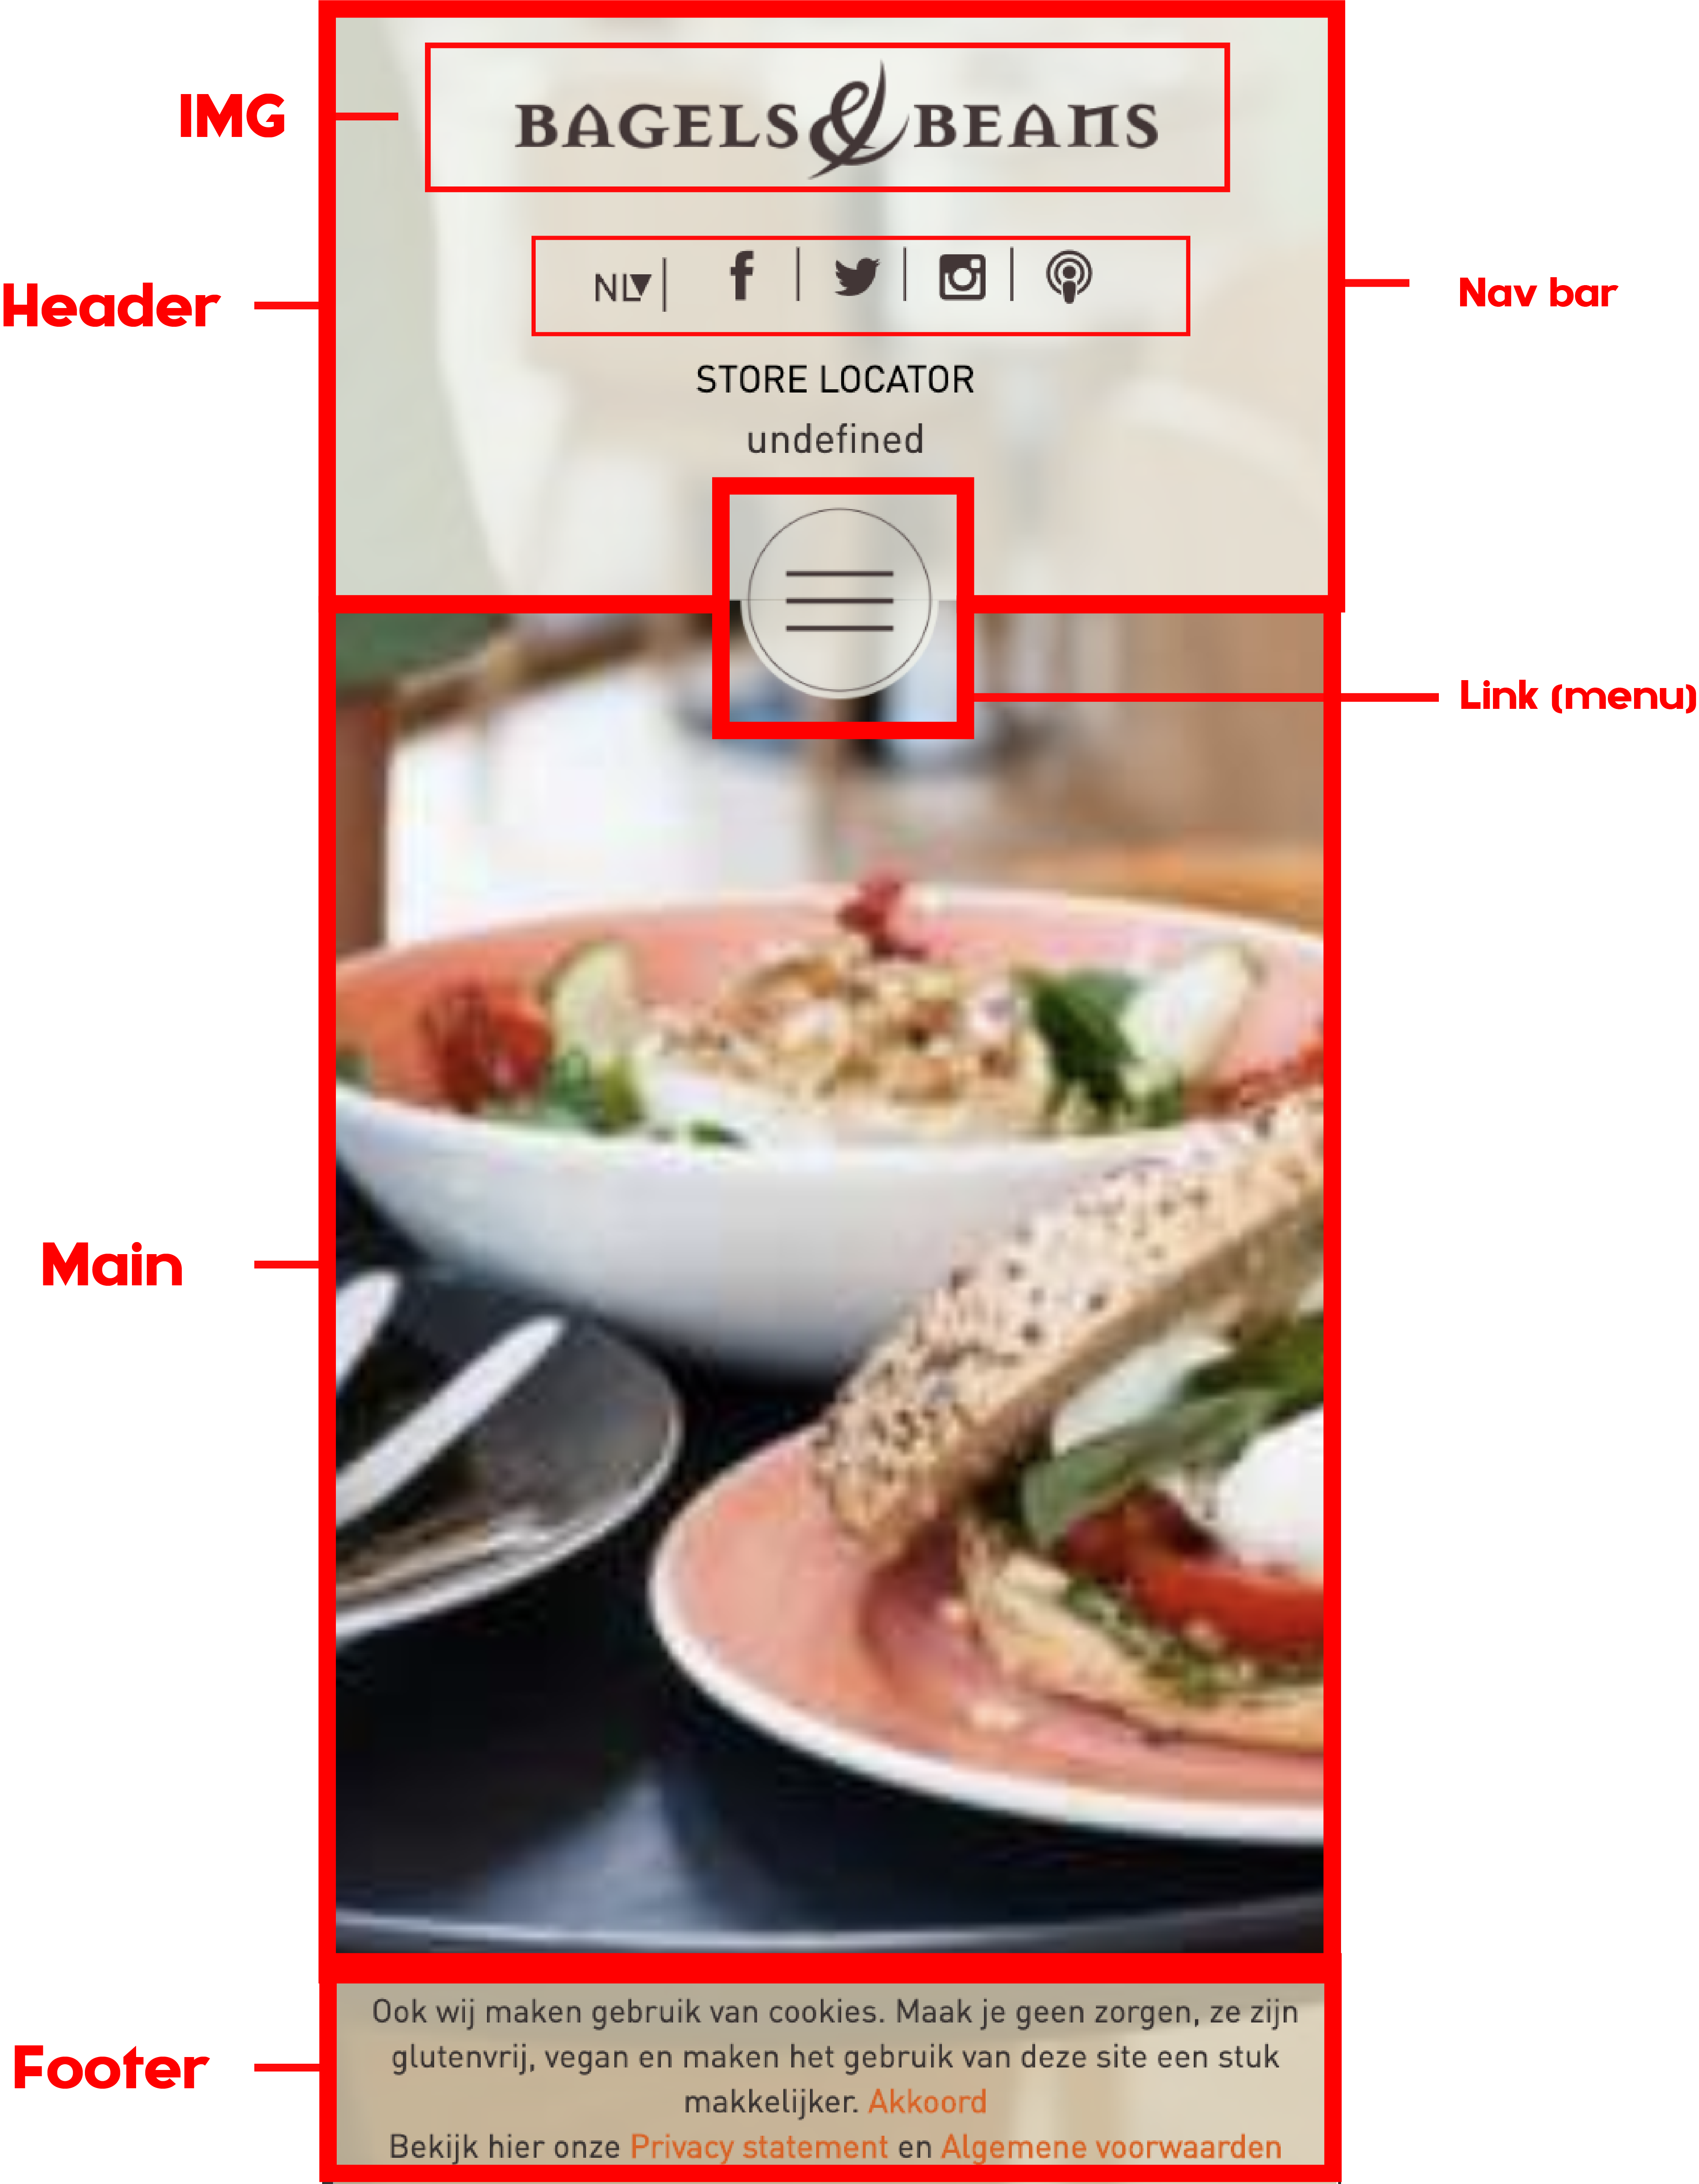 IMG
BAGELS & BEANS
Header
NL
Nav bar
STORE LOCATOR
undefined
Link (menu)
Main
Footer
Ook wij maken gebruik van cookies. Maak je geen zorgen, ze zijn
glutenvrij, vegan en maken het gebruik van deze site een stuk
makkelijker. Akkoord
Bekijk hier onze Privacy statement en Algemene voorwaarden